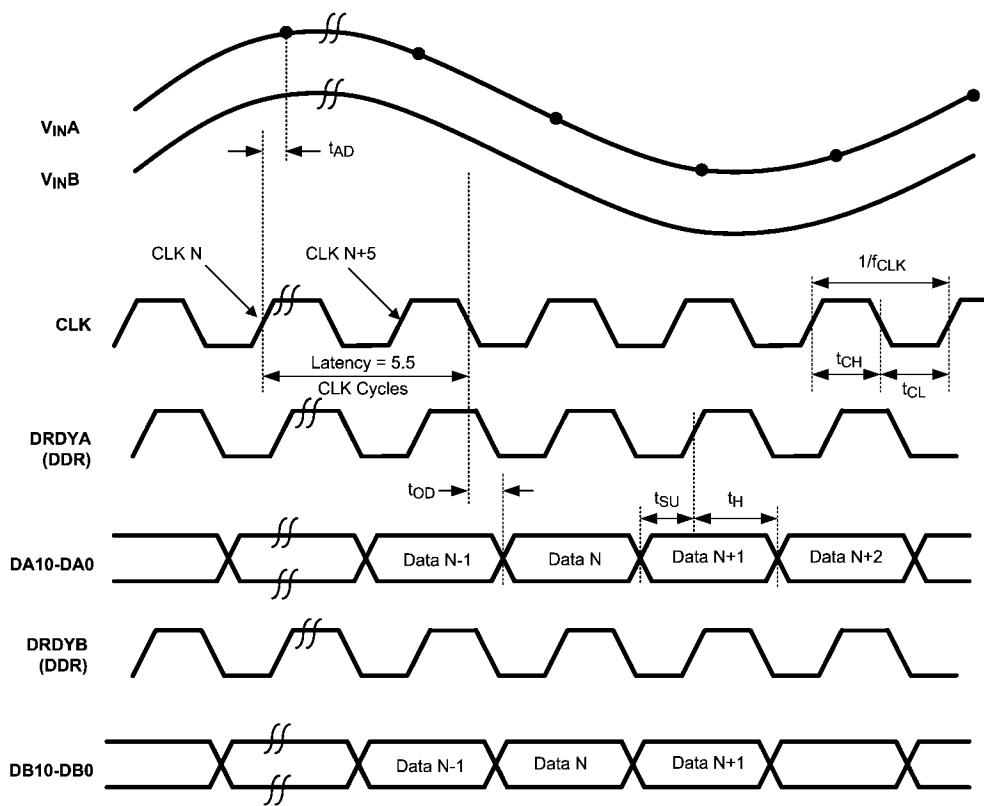 VINA
tAD
VINB
CLK N
CLK N+5
1/fCLK
CLK
Latency = 5.5
CLK Cycles
tCH
tCL
DRDYA
(DDR)
tOD
tSU
tH
DA10-DA0
Data N-1
Data N
Data N+1
Data N+2
DRDYB
(DDR)
DB10-DB0
Data N-1
Data N
Data N+1